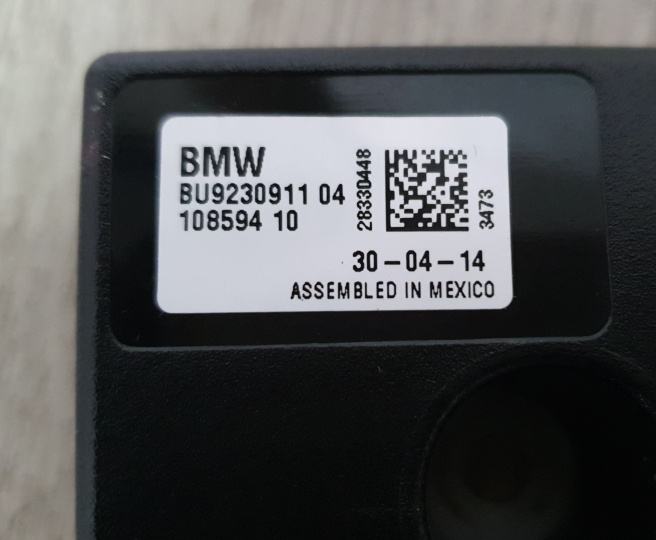 BMW
BU9230911 04
108594 10
28330448
3473
30-04-14
ASSEMBLED IN MEXICO